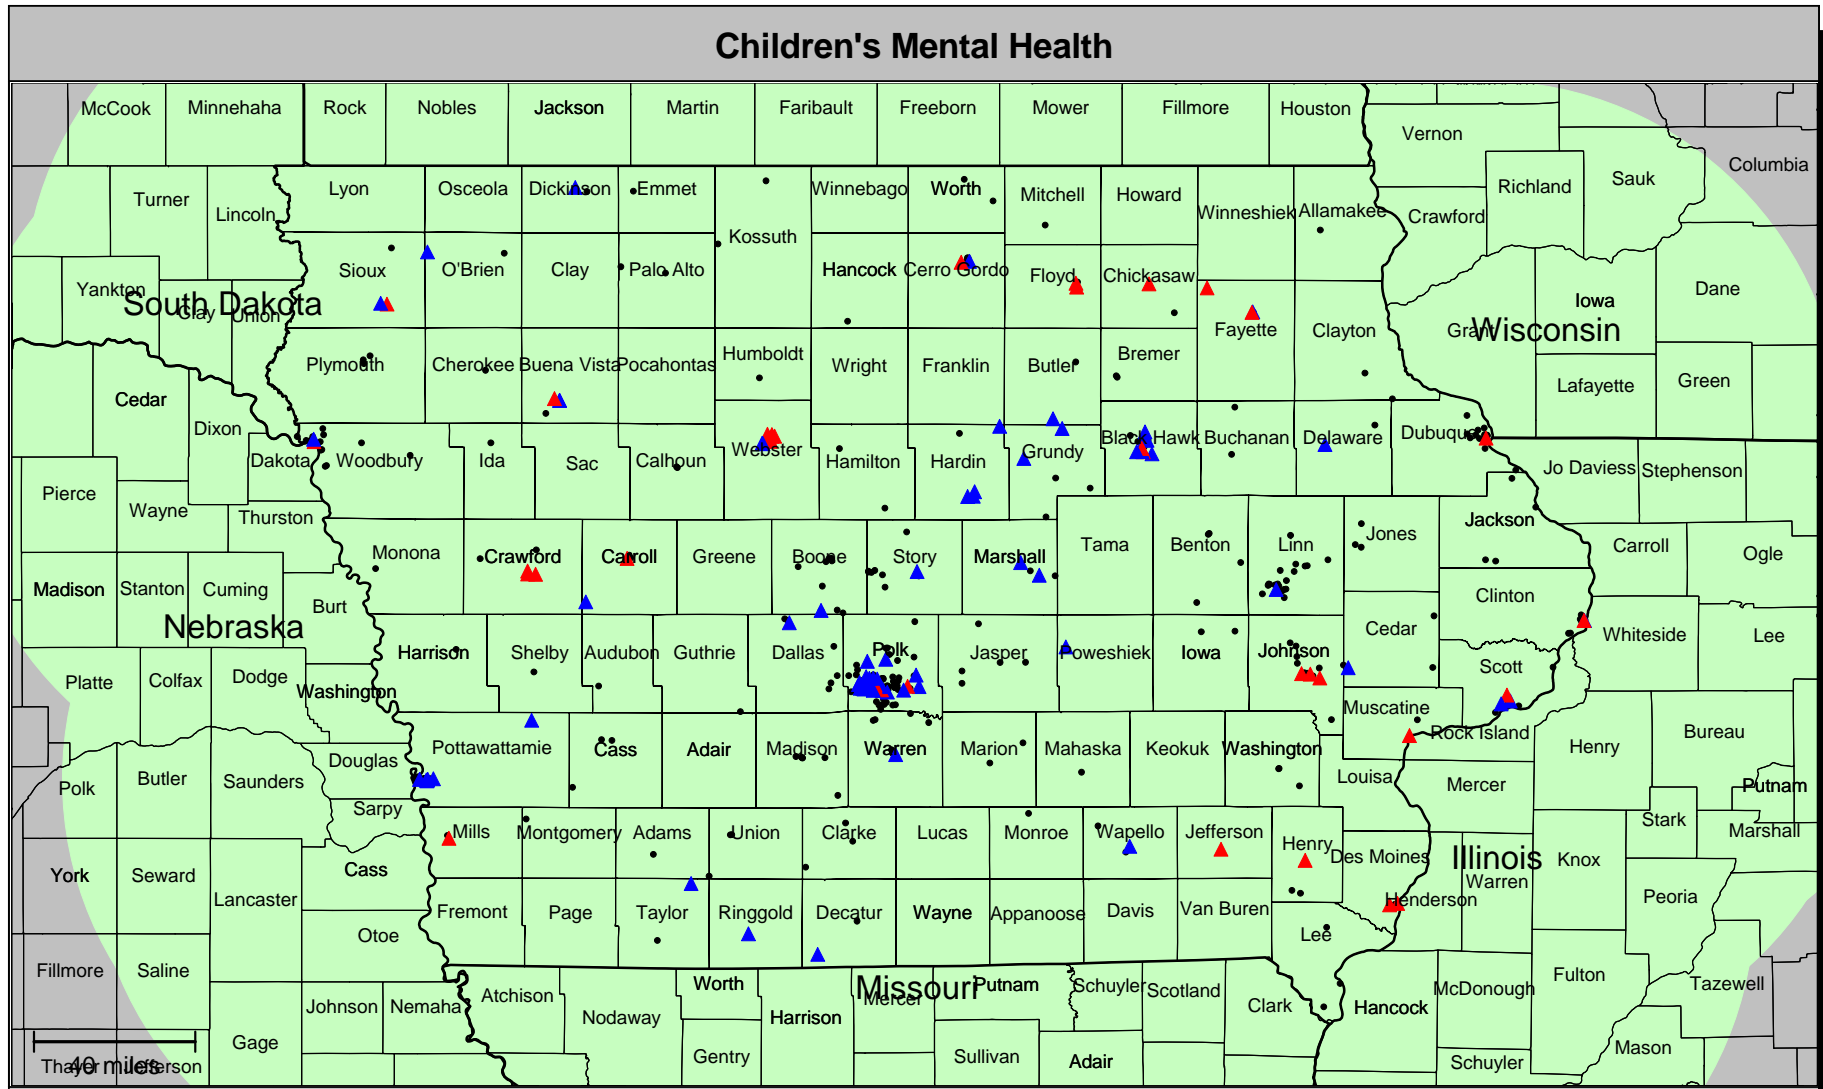 Children's Mental Health
McCook Minnehaha Rock Nobles Jackson Martin Faribault Freeborn Mower Fillmore Houston
Vernon
Columbia
Turner Lyon Osceola Dickinson Emmet Winnebago Worth Mitchell Howard Richland Sauk
Lincoln Kossuth Winneshiek Allamakee Crawford
Yankton Sioux O'Brien Clay Palo Alto Hancock Cerro Gordo Floyd Chickasaw Dane
South Dakota Iowa
Clay Union
Fayette Clayton Grant Wisconsin
Plymouth Cherokee Buena Vista Pocahontas Humboldt Wright Franklin Butler Bremer
Cedar Lafayette Green
Dixon
Dakota Woodbury Ida Sac Calhoun Webster Hamilton Hardin Grundy Black Hawk Buchanan Delaware Dubuque
Jo Daviess Stephenson
Pierce
Wayne Thurston
Monona Crawford Carroll Greene Boone Story Marshall Tama Benton Linn Jones Jackson
Carroll Ogle
Madison Stanton Cuming
Burt Clinton
Nebraska Cedar Whiteside Lee
Harrison Shelby Audubon Guthrie Dallas Polk Jasper Poweshiek Iowa Johnson
Scott
Platte Colfax Dodge
Washington Muscatine
Rock Island
Pottawattamie Cass Adair Madison Warren Marion Mahaska Keokuk Washington Henry Bureau
Douglas
Polk Butler Saunders Louisa Mercer Putnam
Sarpy
Mills Montgomery Adams Union Clarke Lucas Monroe Wapello Jefferson Henry Stark Marshall
Des Moines Illinois Knox
York Seward Cass Warren
Lancaster Henderson Peoria
Fremont Page Taylor Ringgold Decatur Wayne Appanoose Davis Van Buren
Otoe Lee
Fillmore Saline Fulton
Worth Missouri Putnam Schuyler Scotland McDonough Tazewell
Johnson Nemaha Atchison Mercer Clark Hancock
Nodaway Harrison
Gage Gentry Sullivan Adair Schuyler Mason
Thayer Jefferson
40 miles